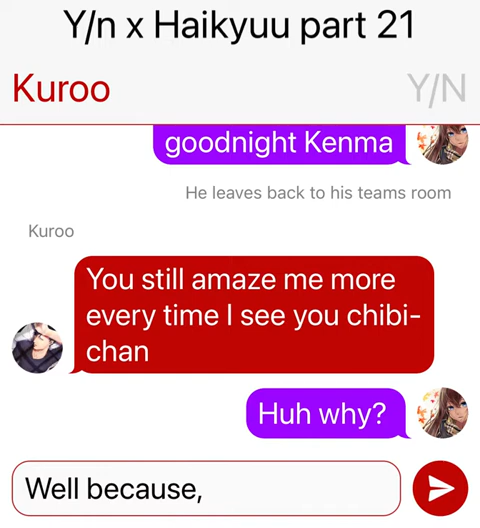 Y/n x Haikyuu part 21
Kuroo
Y/N
goodnight Kenma
He leaves back to his teams room
Kuroo
You still amaze me more
every time I see you chibi-
chan
Huh why?
Well because,